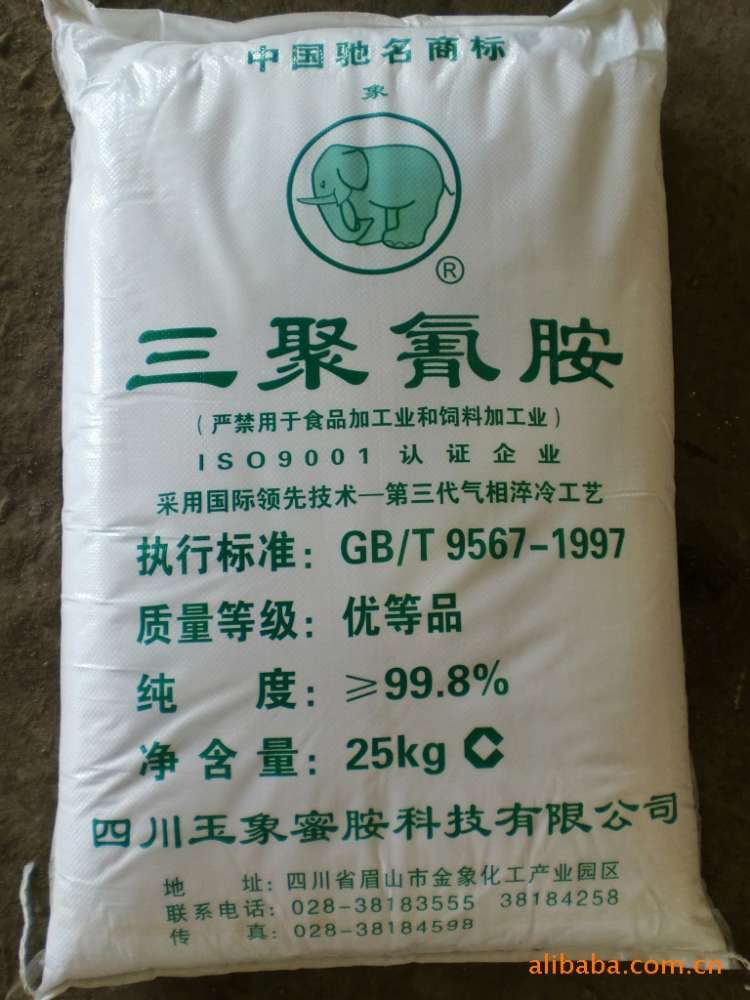 中国驰名商标
象
®
三聚氰胺
(严禁用于食品加工业和饲料加工业)
ISO9001 认证企业
采用国际领先技术—第三代气相淬冷工艺
执行标准：GB/T 9567-1997
质量等级：优等品
纯 度：≥99.8%
净含量：25kg
四川玉象蜜胺科技有限公司
地 址：四川省眉山市金象化工产业园区
联系电话：028-38183555 38184258
传 真：028-38184598
alibaba.com.cn